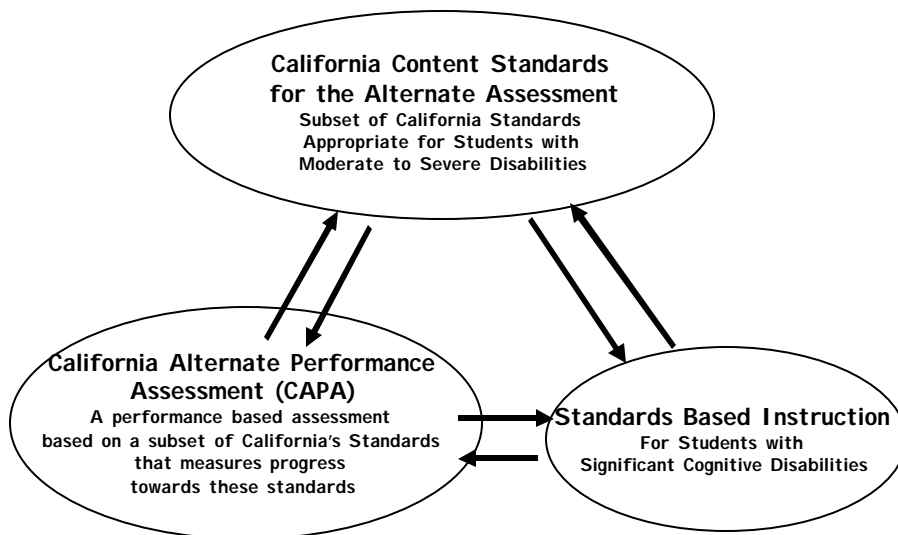 California Content Standards
for the Alternate Assessment
Subset of California Standards
Appropriate for Students with
Moderate to Severe Disabilities
California Alternate Performance
Assessment (CAPA)
A performance based assessment
based on a subset of California's Standards
that measures progress
towards these standards
Standards Based Instruction
For Students with
Significant Cognitive Disabilities